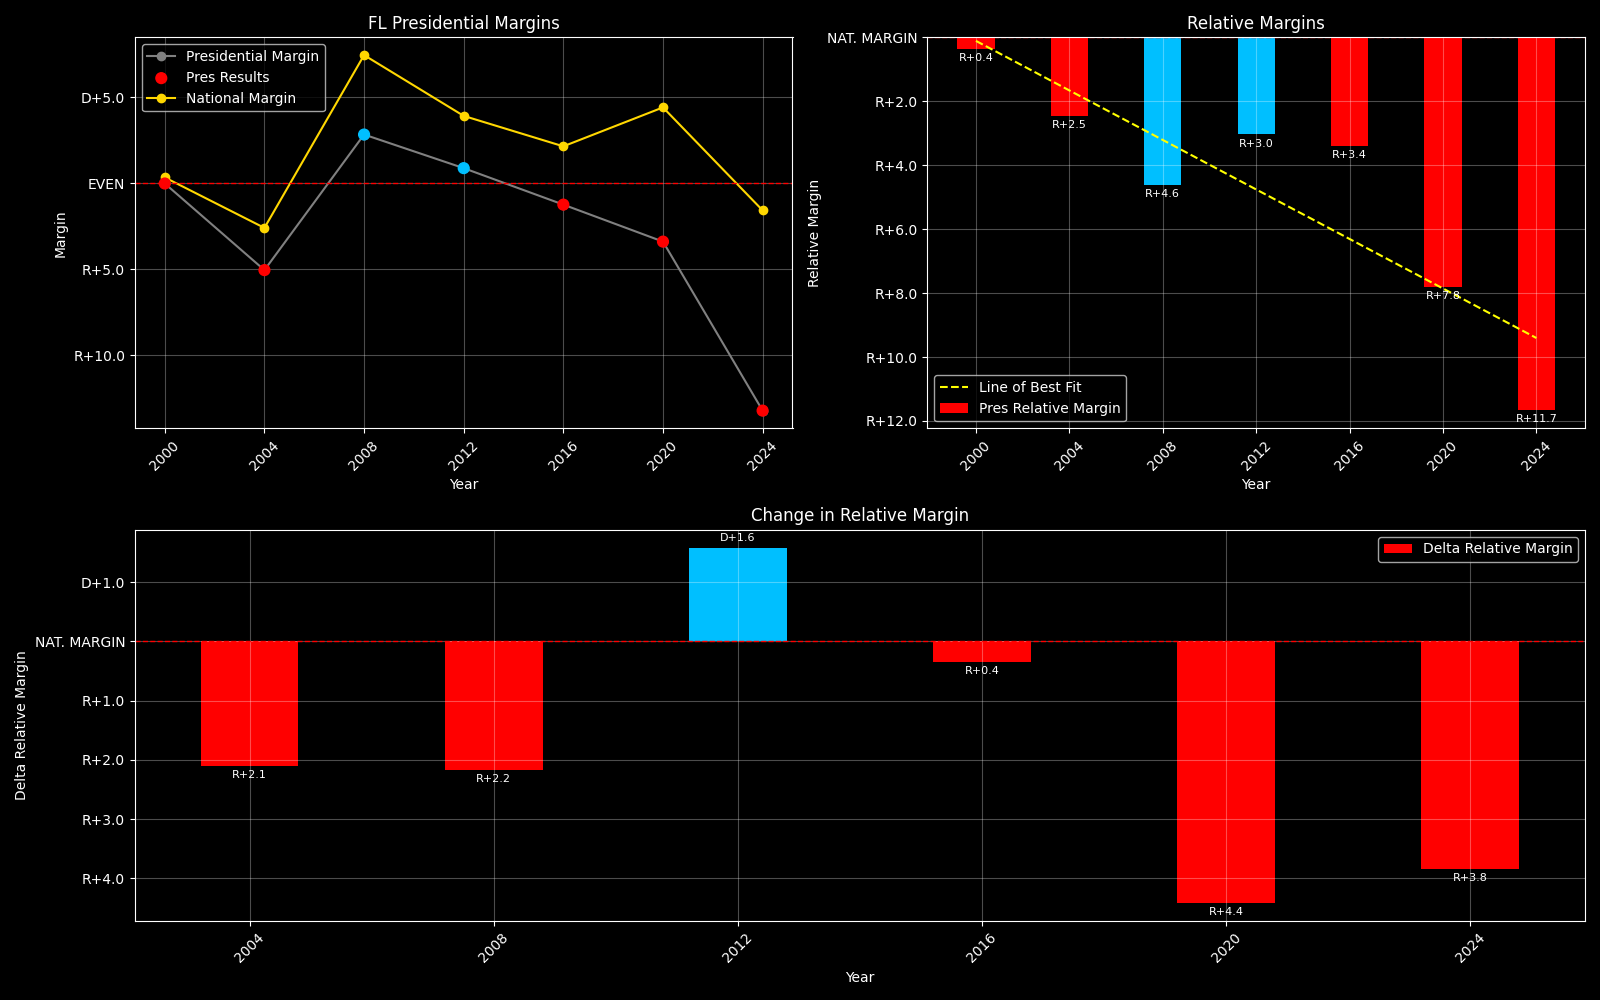 FL Presidential Margins
Presidential Margin
Pres Results
National Margin
D+5.0
EVEN
R+5.0
R+10.0
Margin
2000
2004
2008
2012
2016
2020
2024
Year
Relative Margins
NAT. MARGIN
R+2.0
R+4.0
R+6.0
R+8.0
R+10.0
R+12.0
Relative Margin
R+0.4
R+2.5
R+4.6
R+3.0
R+3.4
R+7.8
R+11.7
Line of Best Fit
Pres Relative Margin
2000
2004
2008
2012
2016
2020
2024
Year
Change in Relative Margin
Delta Relative Margin
D+1.0
NAT. MARGIN
R+1.0
R+2.0
R+3.0
R+4.0
Delta Relative Margin
R+2.1
R+2.2
D+1.6
R+0.4
R+4.4
R+3.8
2004
2008
2012
2016
2020
2024
Year